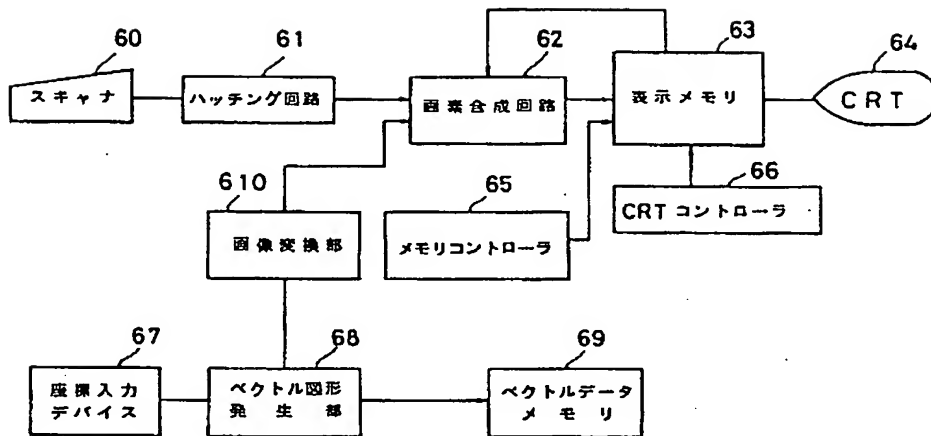 60
スキャナ
61
ハッチング回路
62
画素合成回路
63
表示メモリ
64
CRT
610
画像変換部
65
メモリコントローラ
66
CRTコントローラ
67
座標入力
デバイス
68
ベクトル図形
発生部
69
ベクトルデータ
メモリ